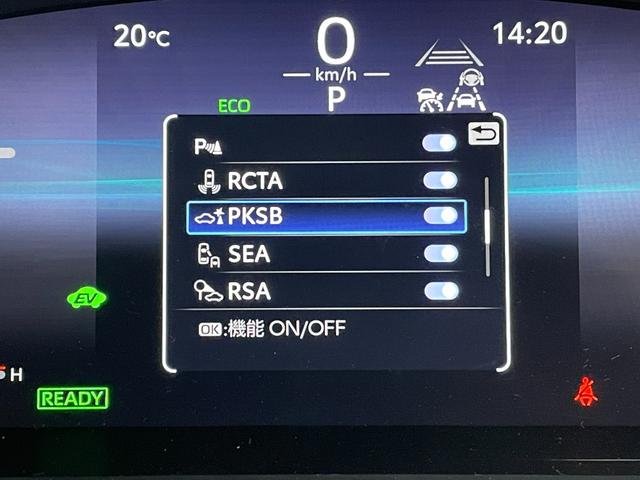 20℃
0
km/h
14:20
P
ECO
P
RCTA
PKSB
SEA
RSA
OK:機能 ON/OFF
EV
H
READY